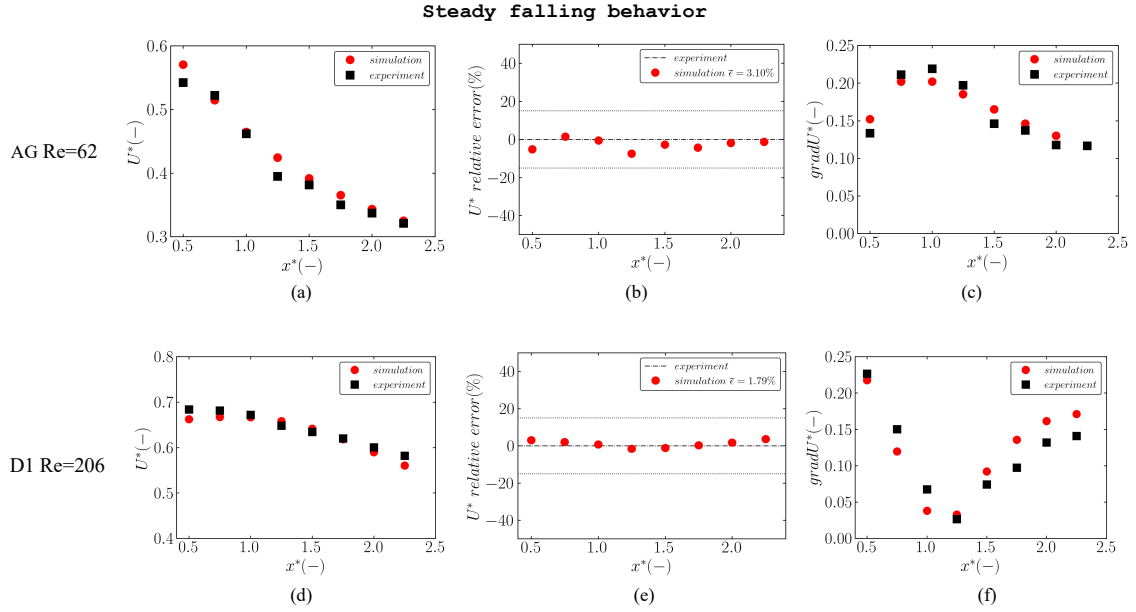 Steady falling behavior
AG Re=62
0.6
0.5
0.4
0.3
U*(−)
0.5 1.0 1.5 2.0 2.5
x*(−)
simulation
experiment
(a)
40
20
0
−20
−40
U* relative error(%)
0.5 1.0 1.5 2.0
x*(−)
experiment
simulation ε̄ = 3.10%
(b)
0.25
0.20
0.15
0.10
0.05
0.00
gradU*(−)
0.5 1.0 1.5 2.0 2.5
x*(−)
simulation
experiment
(c)
D1 Re=206
0.8
0.7
0.6
0.5
0.4
U*(−)
0.5 1.0 1.5 2.0 2.5
x*(−)
simulation
experiment
(d)
40
20
0
−20
−40
U* relative error(%)
0.5 1.0 1.5 2.0
x*(−)
experiment
simulation ε̄ = 1.79%
(e)
0.25
0.20
0.15
0.10
0.05
0.00
gradU*(−)
0.5 1.0 1.5 2.0 2.5
x*(−)
simulation
experiment
(f)